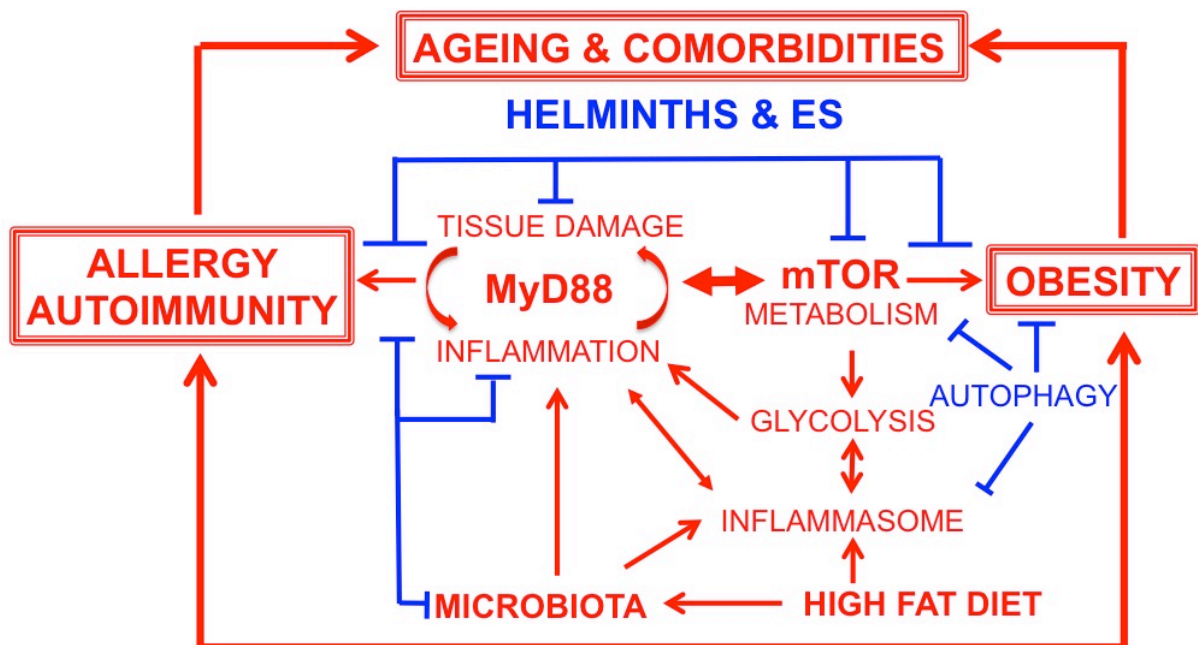 AGEING & COMORBIDITIES
HELMINTHS & ES
TISSUE DAMAGE
ALLERGY
AUTOIMMUNITY
MyD88
mTOR
METABOLISM
OBESITY
INFLAMMATION
AUTOPHAGY
GLYCOLYSIS
INFLAMMASOME
MICROBIOTA
HIGH FAT DIET